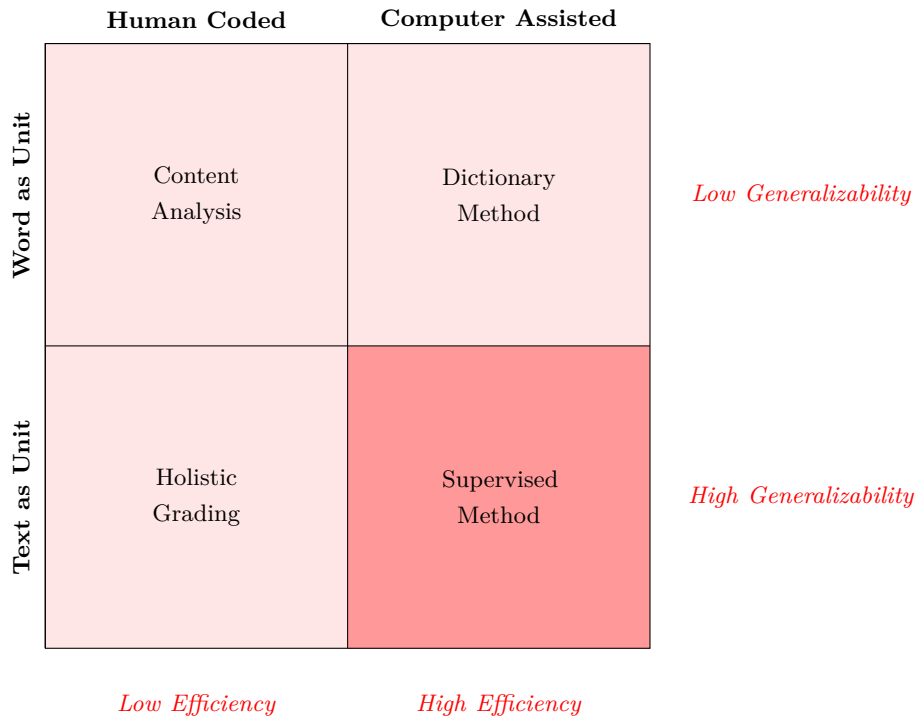 Human Coded
Computer Assisted
Word as Unit
Content
Analysis
Dictionary
Method
Low Generalizability
Text as Unit
Holistic
Grading
Supervised
Method
High Generalizability
Low Efficiency
High Efficiency